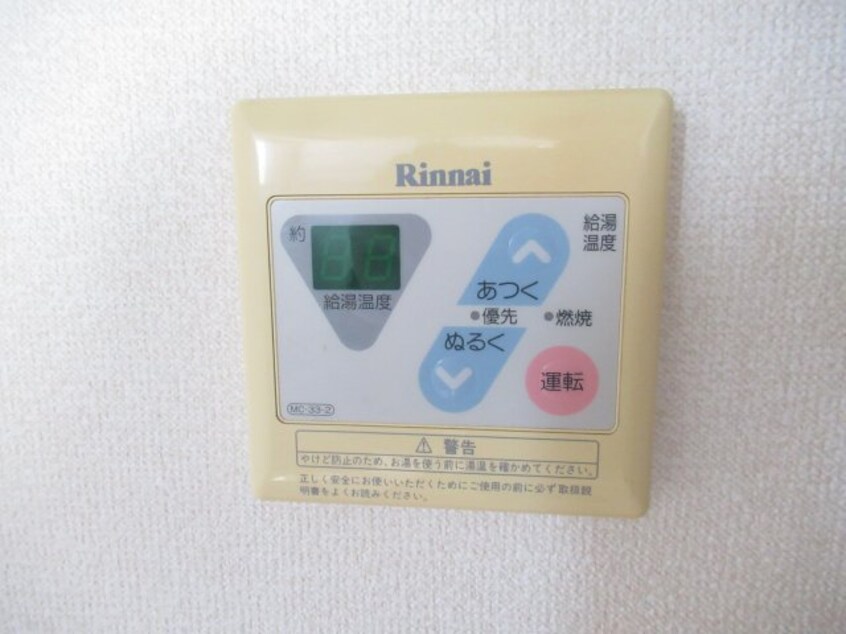 Rinnai
約
給湯温度
給湯
温度
あつく
優先
燃焼
ぬるく
運転
MC-33-2
警告
やけど防止のため、お湯を使う前に湯温を確かめてください。
正しく安全にお使いいただくためにご使用の前に必ず取扱説
明書をよくお読みください。